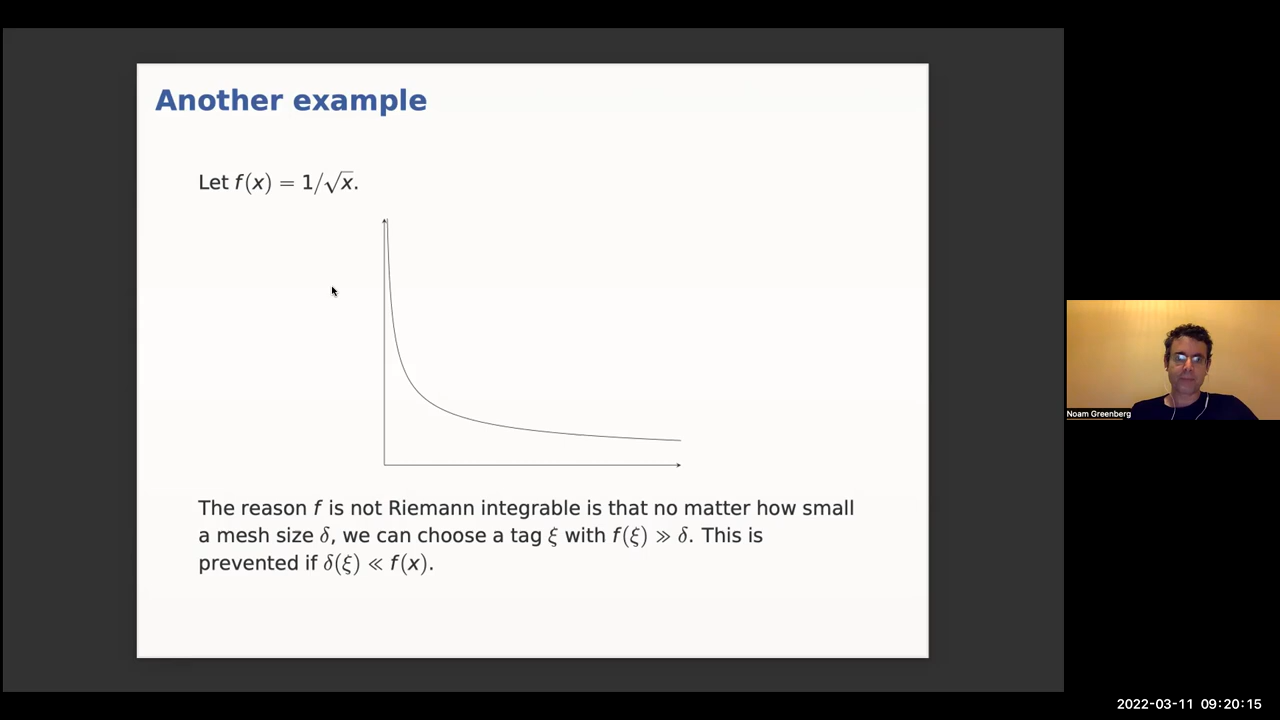 Another example
Let f(x) = 1/√x.
The reason f is not Riemann integrable is that no matter how small
a mesh size δ, we can choose a tag ξ with f(ξ) ≫ δ. This is
prevented if δ(ξ) ≪ f(x).
Noam Greenberg
2022-03-11 09:20:15